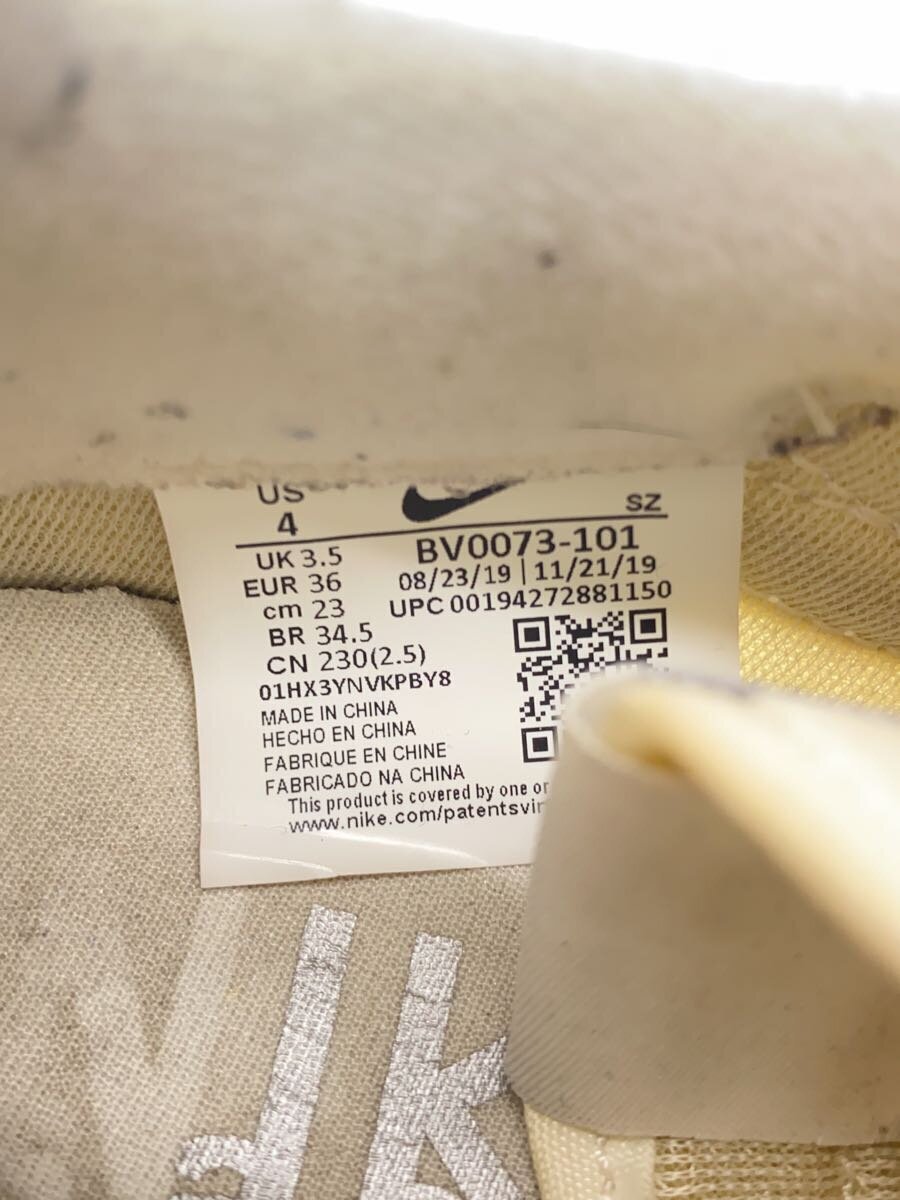 US
4
SZ
UK 3.5
EUR 36
cm 23
BR 34.5
CN 230(2.5)
BV0073-101
08/23/19 | 11/21/19
UPC 00194272881150
01HX3YNVKPBY8
MADE IN CHINA
HECHO EN CHINA
FABRIQUE EN CHINE
FABRICADO NA CHINA
This product is covered by one or
www.nike.com/patents